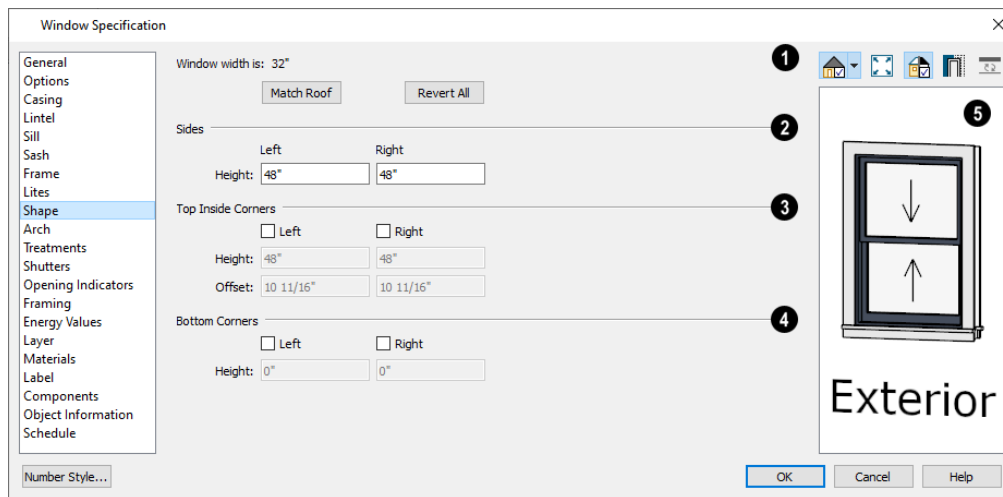 Window Specification
General
Options
Casing
Lintel
Sill
Sash
Frame
Lites
Shape
Arch
Treatments
Shutters
Opening Indicators
Framing
Energy Values
Layer
Materials
Label
Components
Object Information
Schedule
Number Style...
Window width is: 32"
1
Match Roof Revert All
Sides 2
Left Right
Height: 48" 48"
Top Inside Corners 3
Left Right
Height: 48" 48"
Offset: 10 11/16" 10 11/16"
Bottom Corners 4
Left Right
Height: 0" 0"
5
Exterior
OK Cancel Help